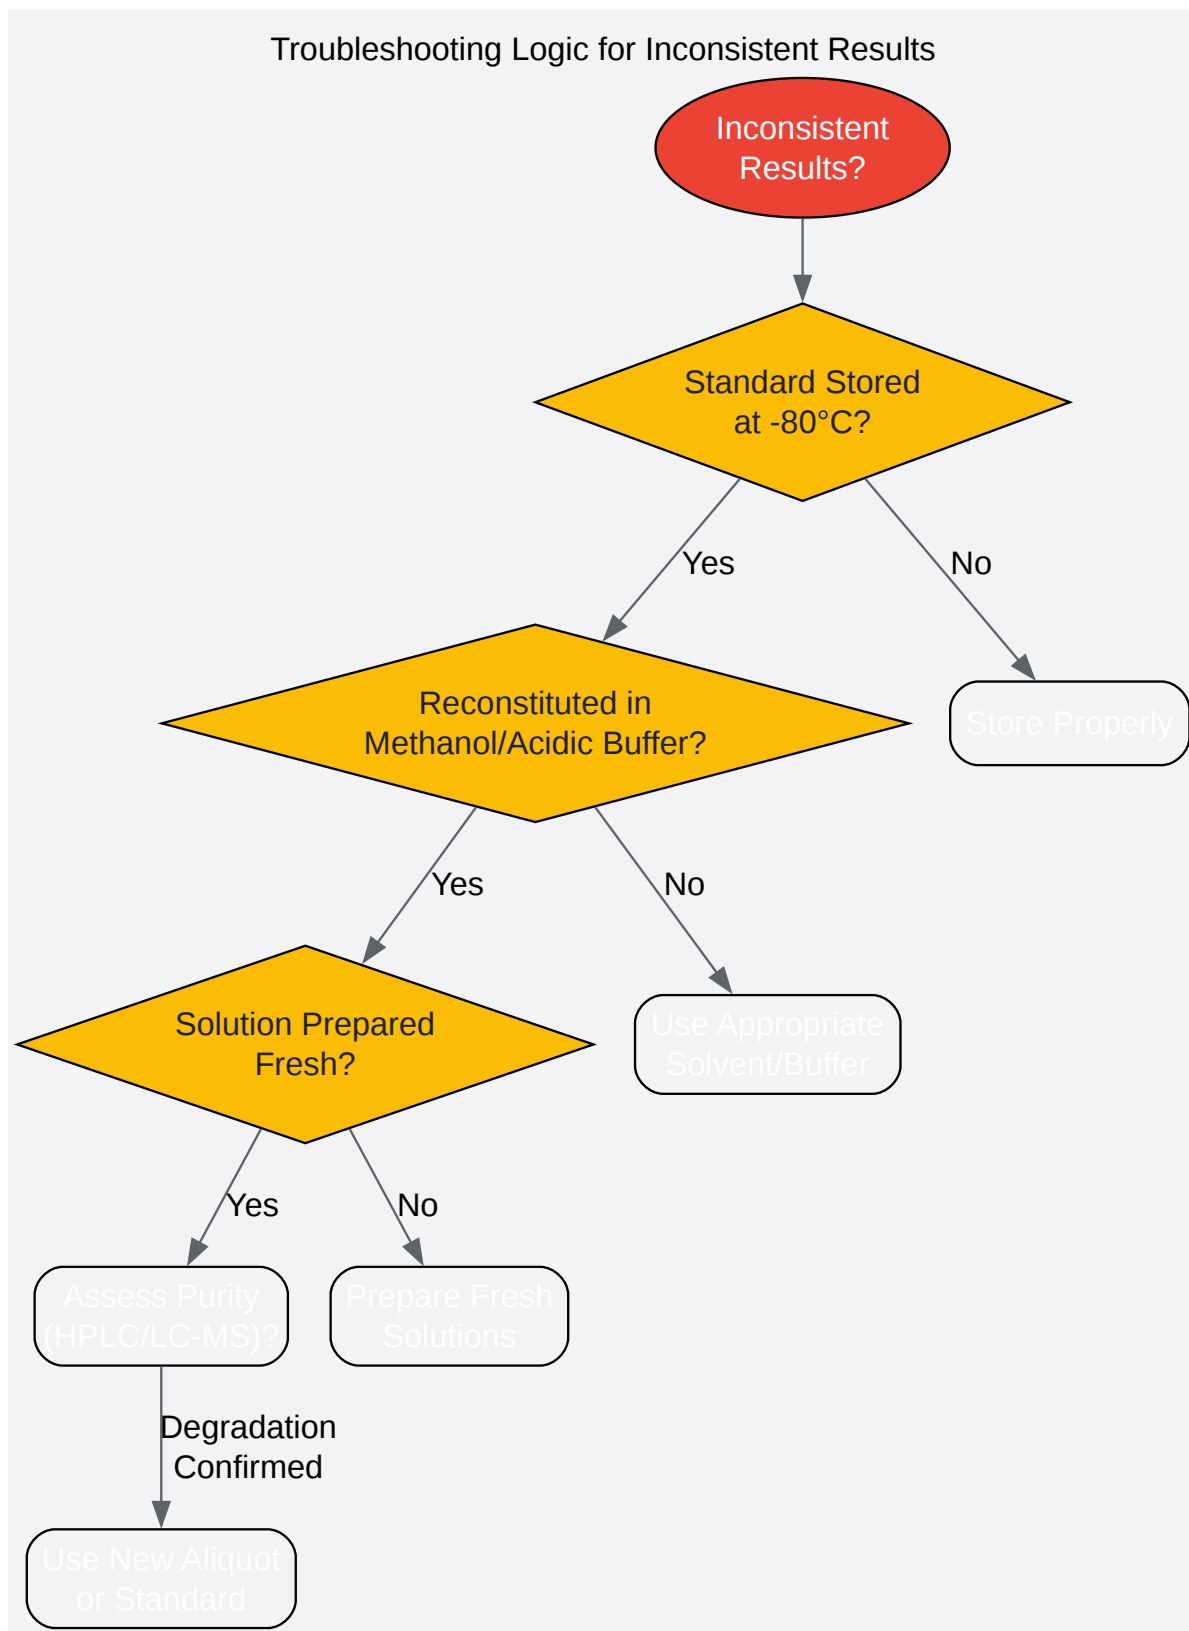 Troubleshooting Logic for Inconsistent Results
Inconsistent
Results?
Standard Stored
at -80°C?
Yes
No
Reconstituted in
Methanol/Acidic Buffer?
Store Properly
Yes
No
Solution Prepared
Fresh?
Use Appropriate
Solvent/Buffer
Yes
No
Assess Purity
(HPLC/LC-MS)?
Prepare Fresh
Solutions
Degradation
Confirmed
Use New Aliquot
or Standard